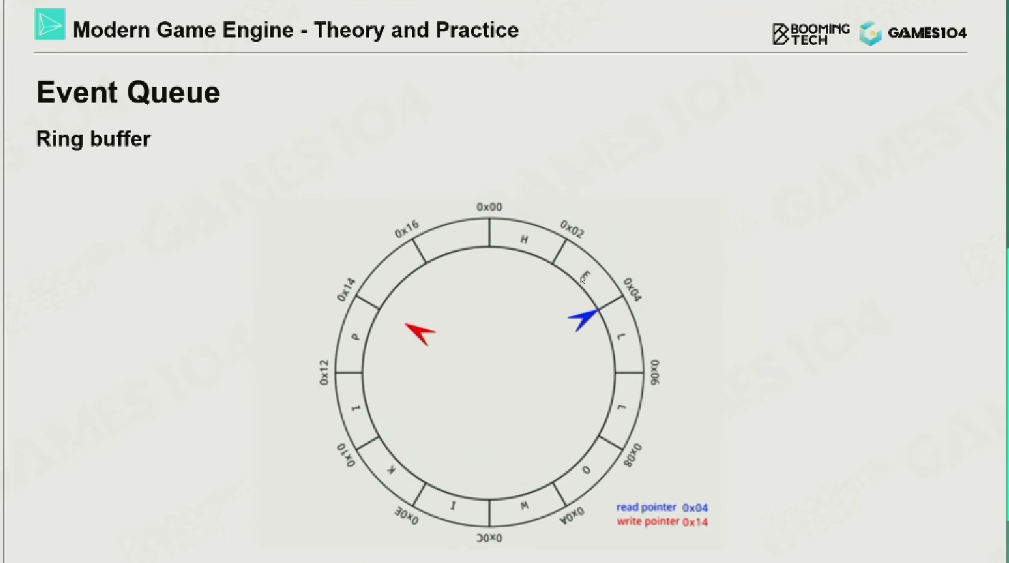 Modern Game Engine - Theory and Practice
BOOMING
TECH
GAMES104
Event Queue
Ring buffer
0x00
0x02
0x04
0x06
0x08
0x0A
0x0C
0x0E
0x10
0x12
0x14
0x16
H
E
L
L
O
W
I
K
I
P
read pointer 0x04
write pointer 0x14